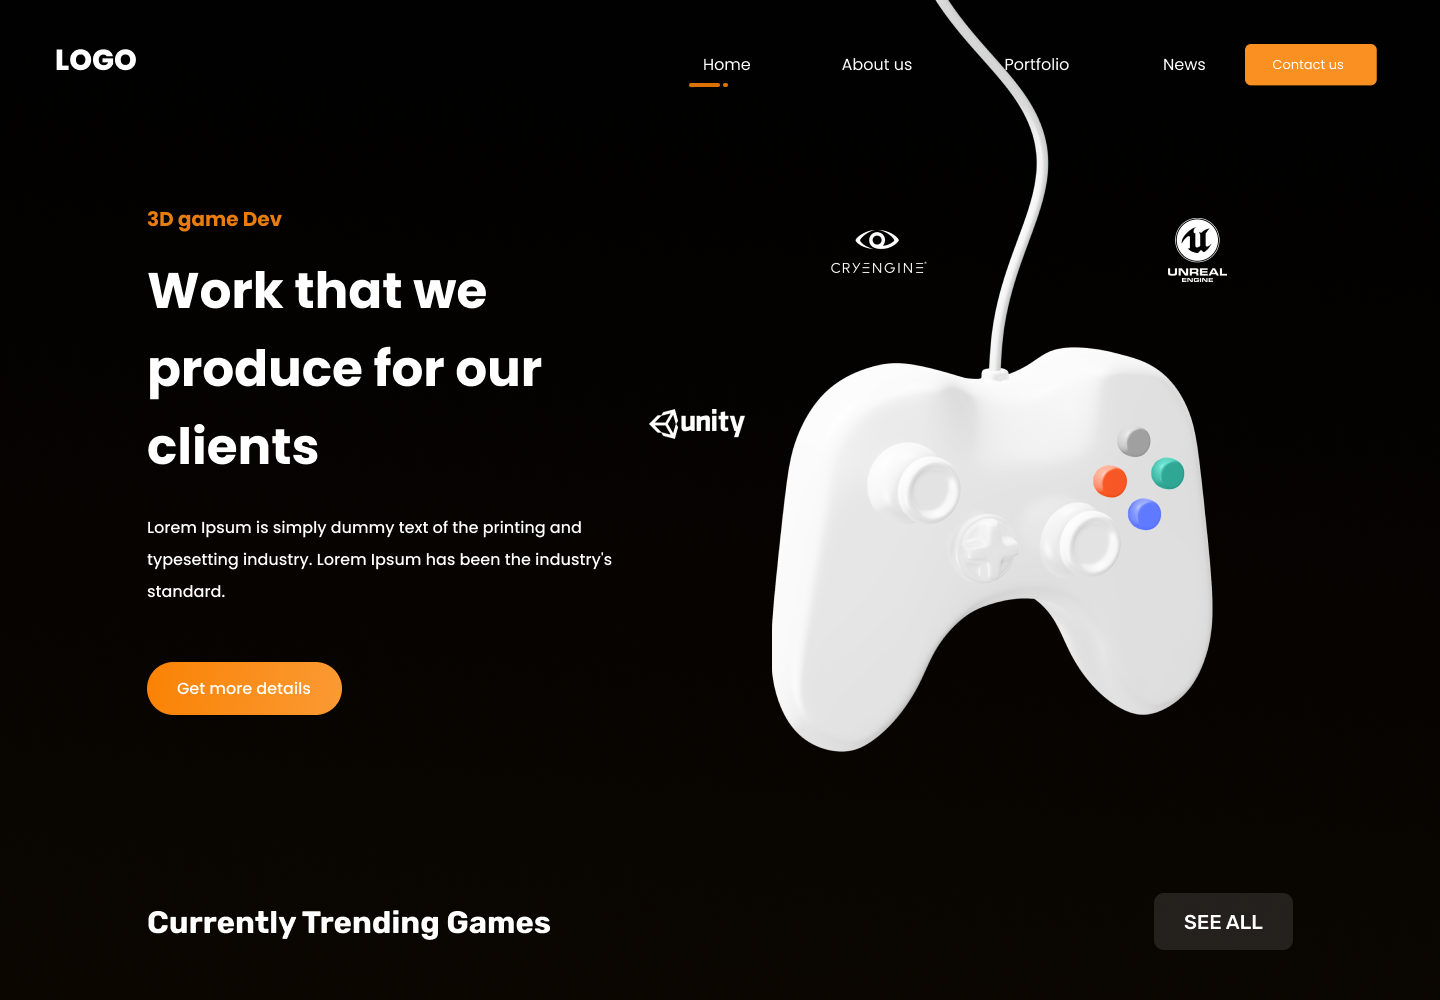 LOGO
Home
About us
Portfolio
News
Contact us
3D game Dev
Work that we
produce for our
clients
CRYENGINE
UNREAL
ENGINE
unity
Lorem Ipsum is simply dummy text of the printing and
typesetting industry. Lorem Ipsum has been the industry's
standard.
Get more details
Currently Trending Games
SEE ALL